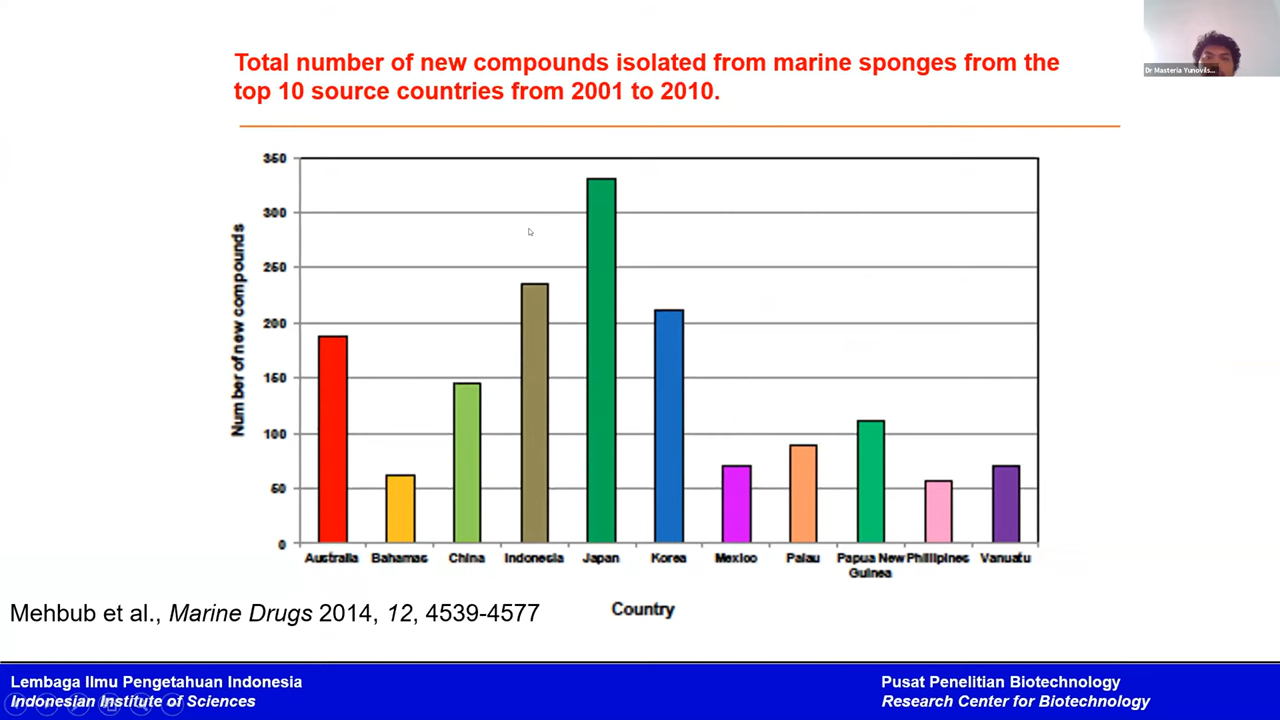 Dr Masteria Yunovils...
Total number of new compounds isolated from marine sponges from the
top 10 source countries from 2001 to 2010.
350
300
250
200
150
100
50
0
Number of new compounds
Australia Bahamas China Indonesia Japan Korea Mexico Palau Papua New Phillipines Vanuatu
Guinea
Country
Mehbub et al., Marine Drugs 2014, 12, 4539-4577
Lembaga Ilmu Pengetahuan Indonesia
Indonesian Institute of Sciences
Pusat Penelitian Biotechnology
Research Center for Biotechnology